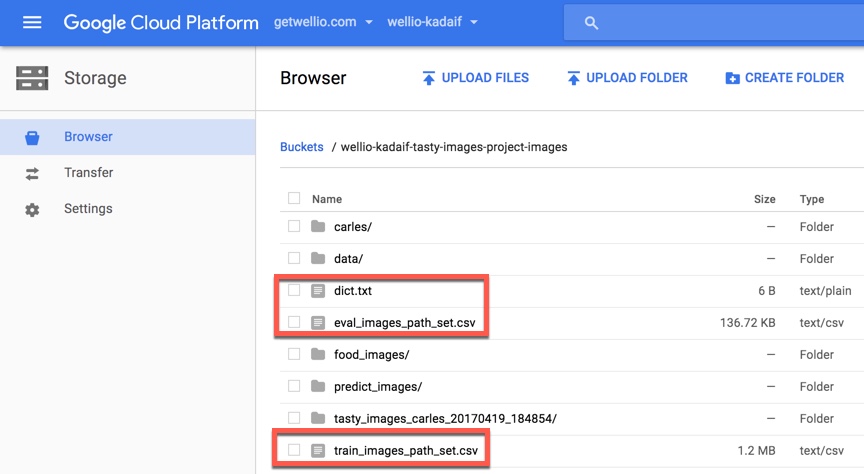 Google Cloud Platform getwellio.com wellio-kadaif
Storage
Browser UPLOAD FILES UPLOAD FOLDER CREATE FOLDER
Browser
Transfer
Settings
Buckets / wellio-kadaif-tasty-images-project-images
Name Size Type
carles/ — Folder
data/ — Folder
dict.txt 6 B text/plain
eval_images_path_set.csv 136.72 KB text/csv
food_images/ — Folder
predict_images/ — Folder
tasty_images_carles_20170419_184854/ — Folder
train_images_path_set.csv 1.2 MB text/csv